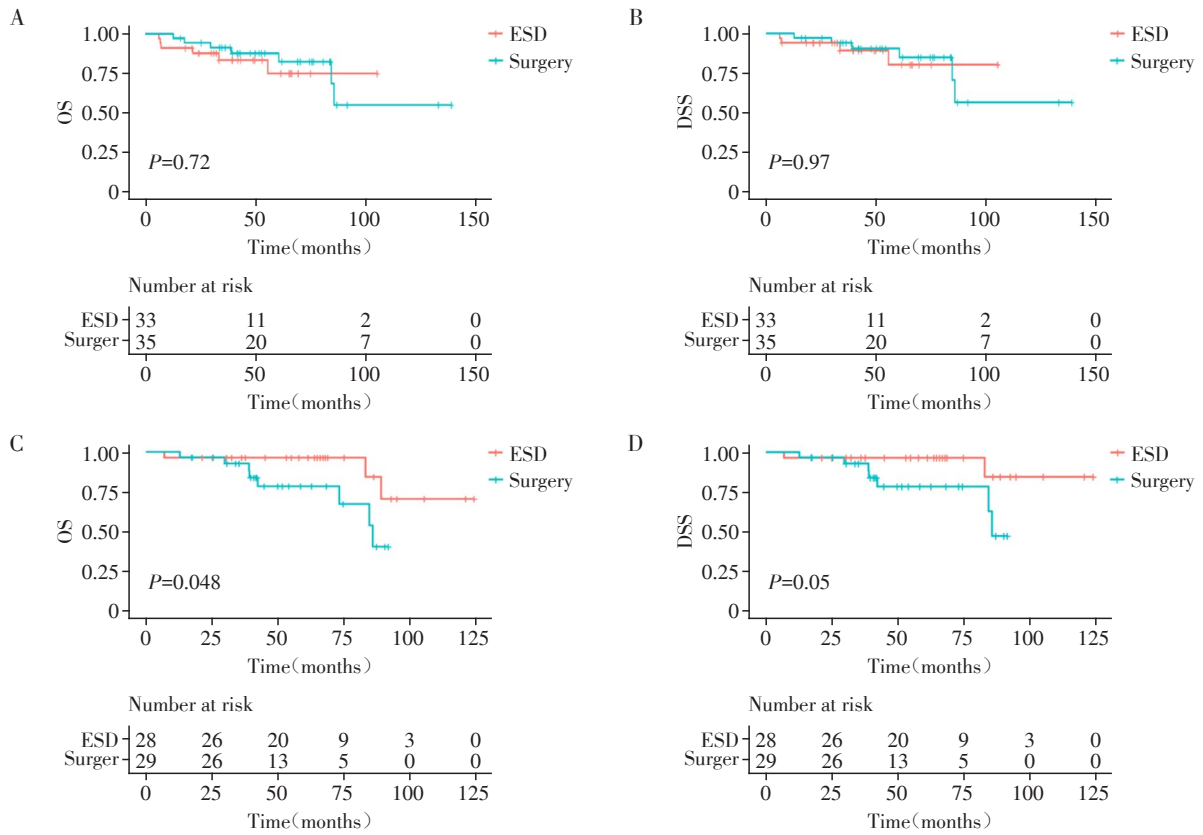 A
1.00
0.75
0.50
0.25
0
OS
P=0.72
ESD
Surgery
0 50 100 150
Time（months）
Number at risk
ESD 33 11 2 0
Surger 35 20 7 0
0 50 100 150
Time（months）
B
1.00
0.75
0.50
0.25
0
DSS
P=0.97
ESD
Surgery
0 50 100 150
Time（months）
Number at risk
ESD 33 11 2 0
Surger 35 20 7 0
0 50 100 150
Time（months）
C
1.00
0.75
0.50
0.25
0
OS
P=0.048
ESD
Surgery
0 25 50 75 100 125
Time（months）
Number at risk
ESD 28 26 20 9 3 0
Surger 29 26 13 5 0 0
0 25 50 75 100 125
Time（months）
D
1.00
0.75
0.50
0.25
0
DSS
P=0.05
ESD
Surgery
0 25 50 75 100 125
Time（months）
Number at risk
ESD 28 26 20 9 3 0
Surger 29 26 13 5 0 0
0 25 50 75 100 125
Time（months）